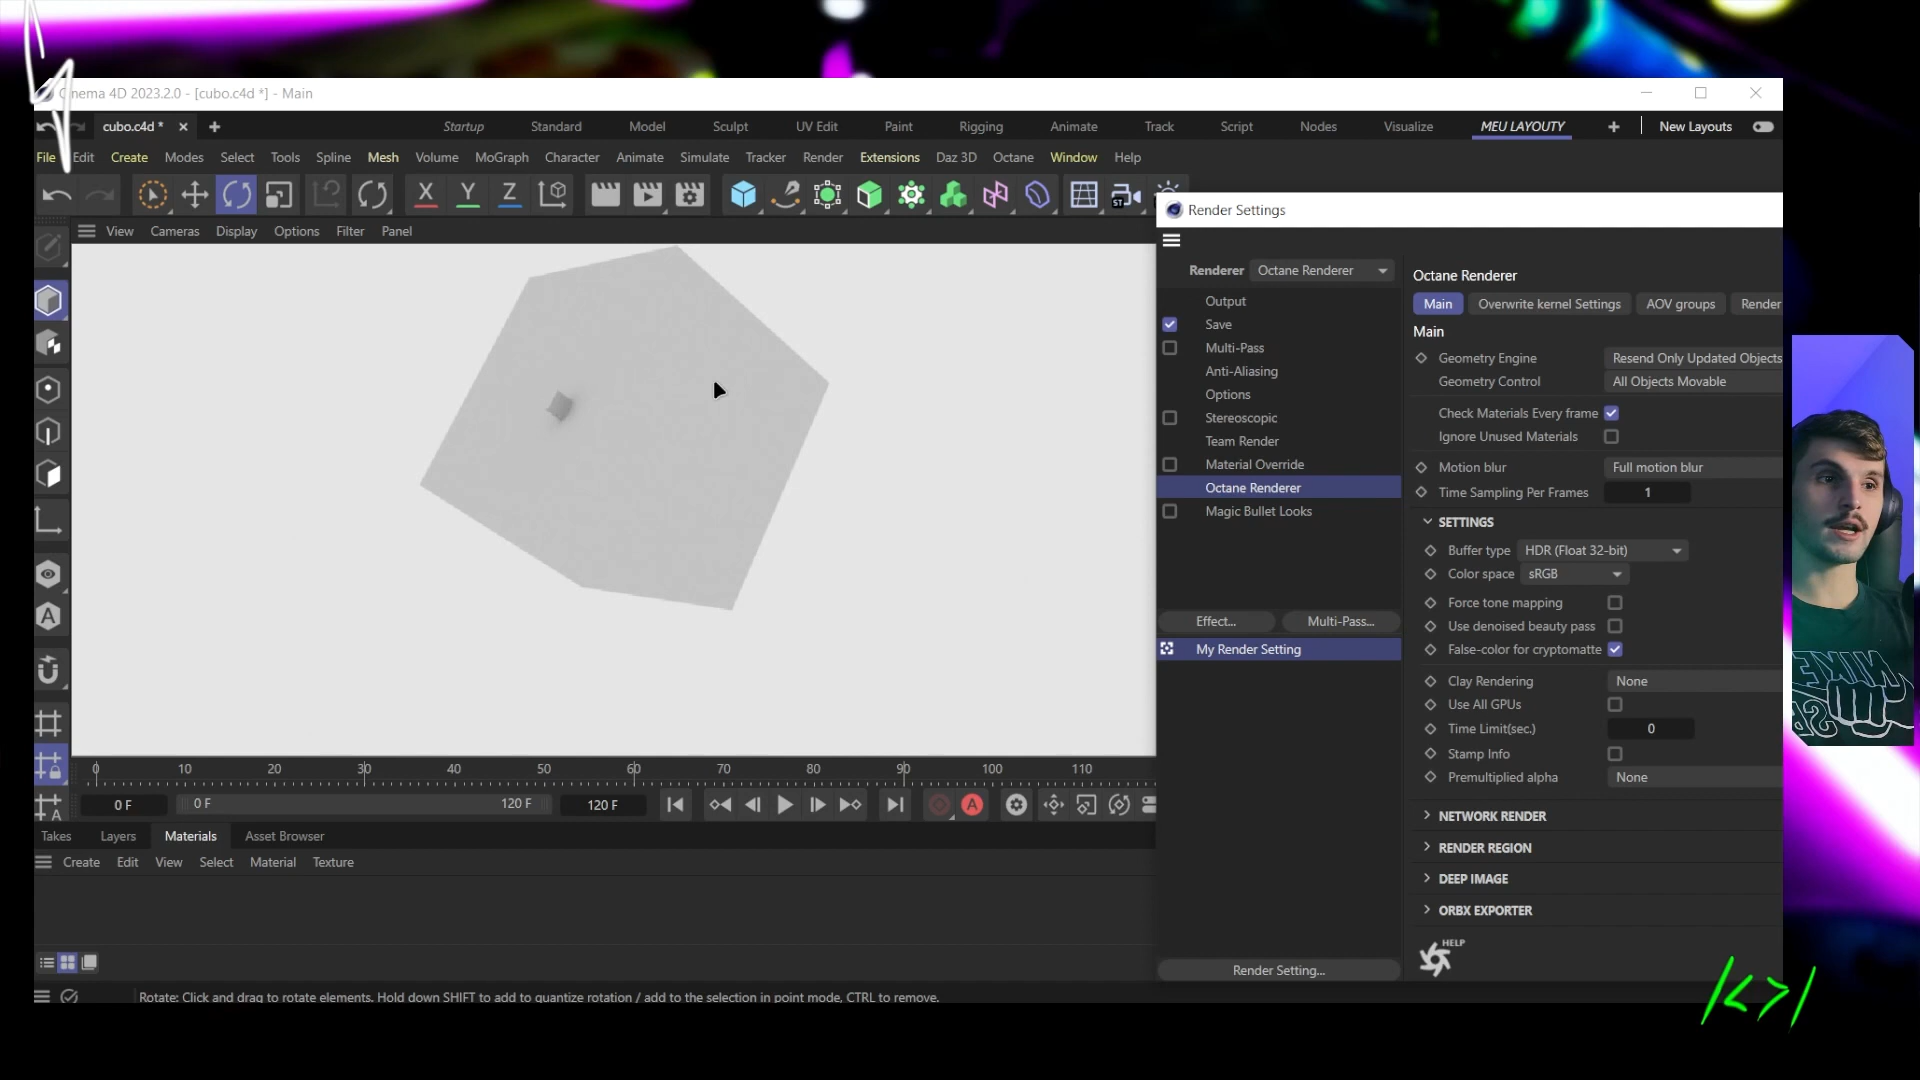 Cinema 4D 2023.2.0 - [cubo.c4d *] - Main
cubo.c4d *
Startup Standard Model Sculpt UV Edit Paint Rigging Animate Track Script Nodes Visualize MEU LAYOUTY New Layouts
File Edit Create Modes Select Tools Spline Mesh Volume MoGraph Character Animate Simulate Tracker Render Extensions Daz 3D Octane Window Help
X Y Z ST
Render Settings
View Cameras Display Options Filter Panel
Renderer Octane Renderer
Output
Save
Multi-Pass
Anti-Aliasing
Options
Stereoscopic
Team Render
Material Override
Octane Renderer
Magic Bullet Looks
Effect... Multi-Pass...
My Render Setting
Render Setting...
Octane Renderer
Main Overwrite kernel Settings AOV groups Render
Main
Geometry Engine Resend Only Updated Objects
Geometry Control All Objects Movable
Check Materials Every frame
Ignore Unused Materials
Motion blur Full motion blur
Time Sampling Per Frames 1
SETTINGS
Buffer type HDR (Float 32-bit)
Color space sRGB
Force tone mapping
Use denoised beauty pass
False-color for cryptomatte
Clay Rendering None
Use All GPUs
Time Limit(sec.) 0
Stamp Info
Premultiplied alpha None
NETWORK RENDER
RENDER REGION
DEEP IMAGE
ORBX EXPORTER
HELP
0 10 20 30 40 50 60 70 80 90 100 110
0 F 0 F 120 F 120 F
Takes Layers Materials Asset Browser
Create Edit View Select Material Texture
Rotate: Click and drag to rotate elements. Hold down SHIFT to add to quantize rotation / add to the selection in point mode, CTRL to remove.